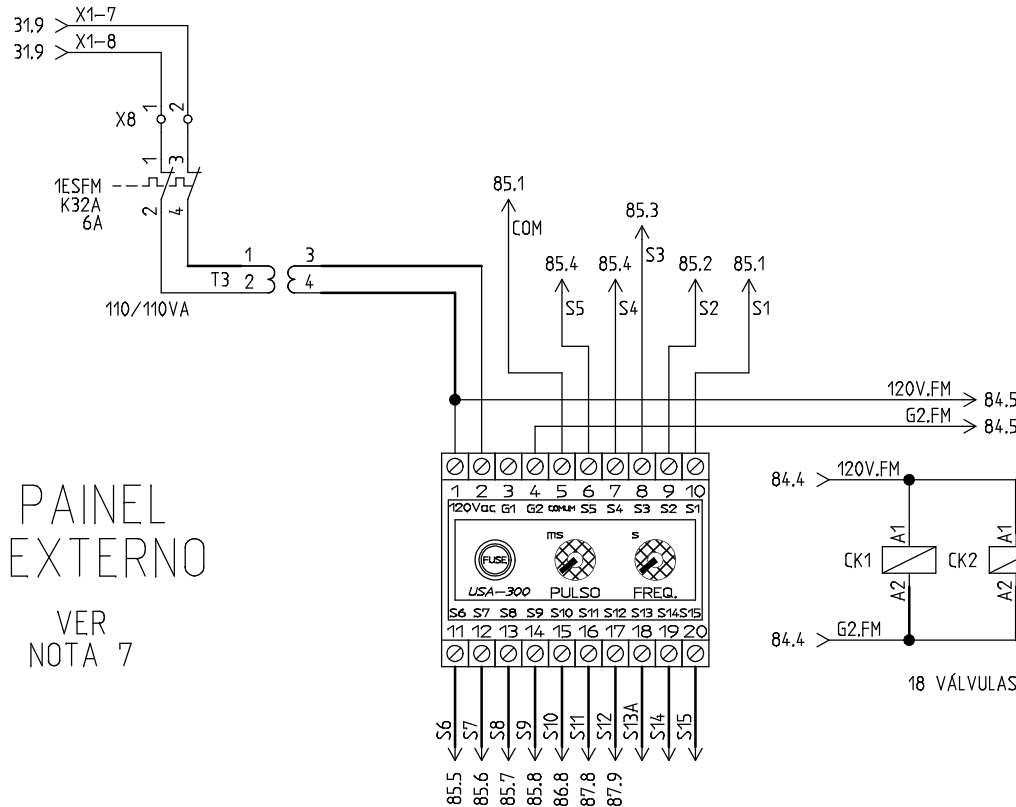 31.9 X1-7
31.9 X1-8
X8 1 2
1 3
1ESFM
K32A
6A
2 4
T3
1 3
2 4
110/110VA
85.1
COM
85.3
S3
85.4
S5
85.4
S4
85.2
S2
85.1
S1
120V.FM 84.5
G2.FM 84.5
1 2 3 4 5 6 7 8 9 10
120Vac G1 G2 COMUM S5 S4 S3 S2 S1
ms s
FUSE
USA-300 PULSO FREQ.
S6 S7 S8 S9 S10 S11 S12 S13 S14 S15
11 12 13 14 15 16 17 18 19 20
S6 S7 S8 S9 S10 S11 S12 S13A S14 S15
85.5 85.6 85.7 85.8 86.8 87.8 87.9
84.4 120V.FM
CK1 A1 A2
CK2 A1 A2
84.4 G2.FM
18 VÁLVULAS
PAINEL
EXTERNO
VER
NOTA 7